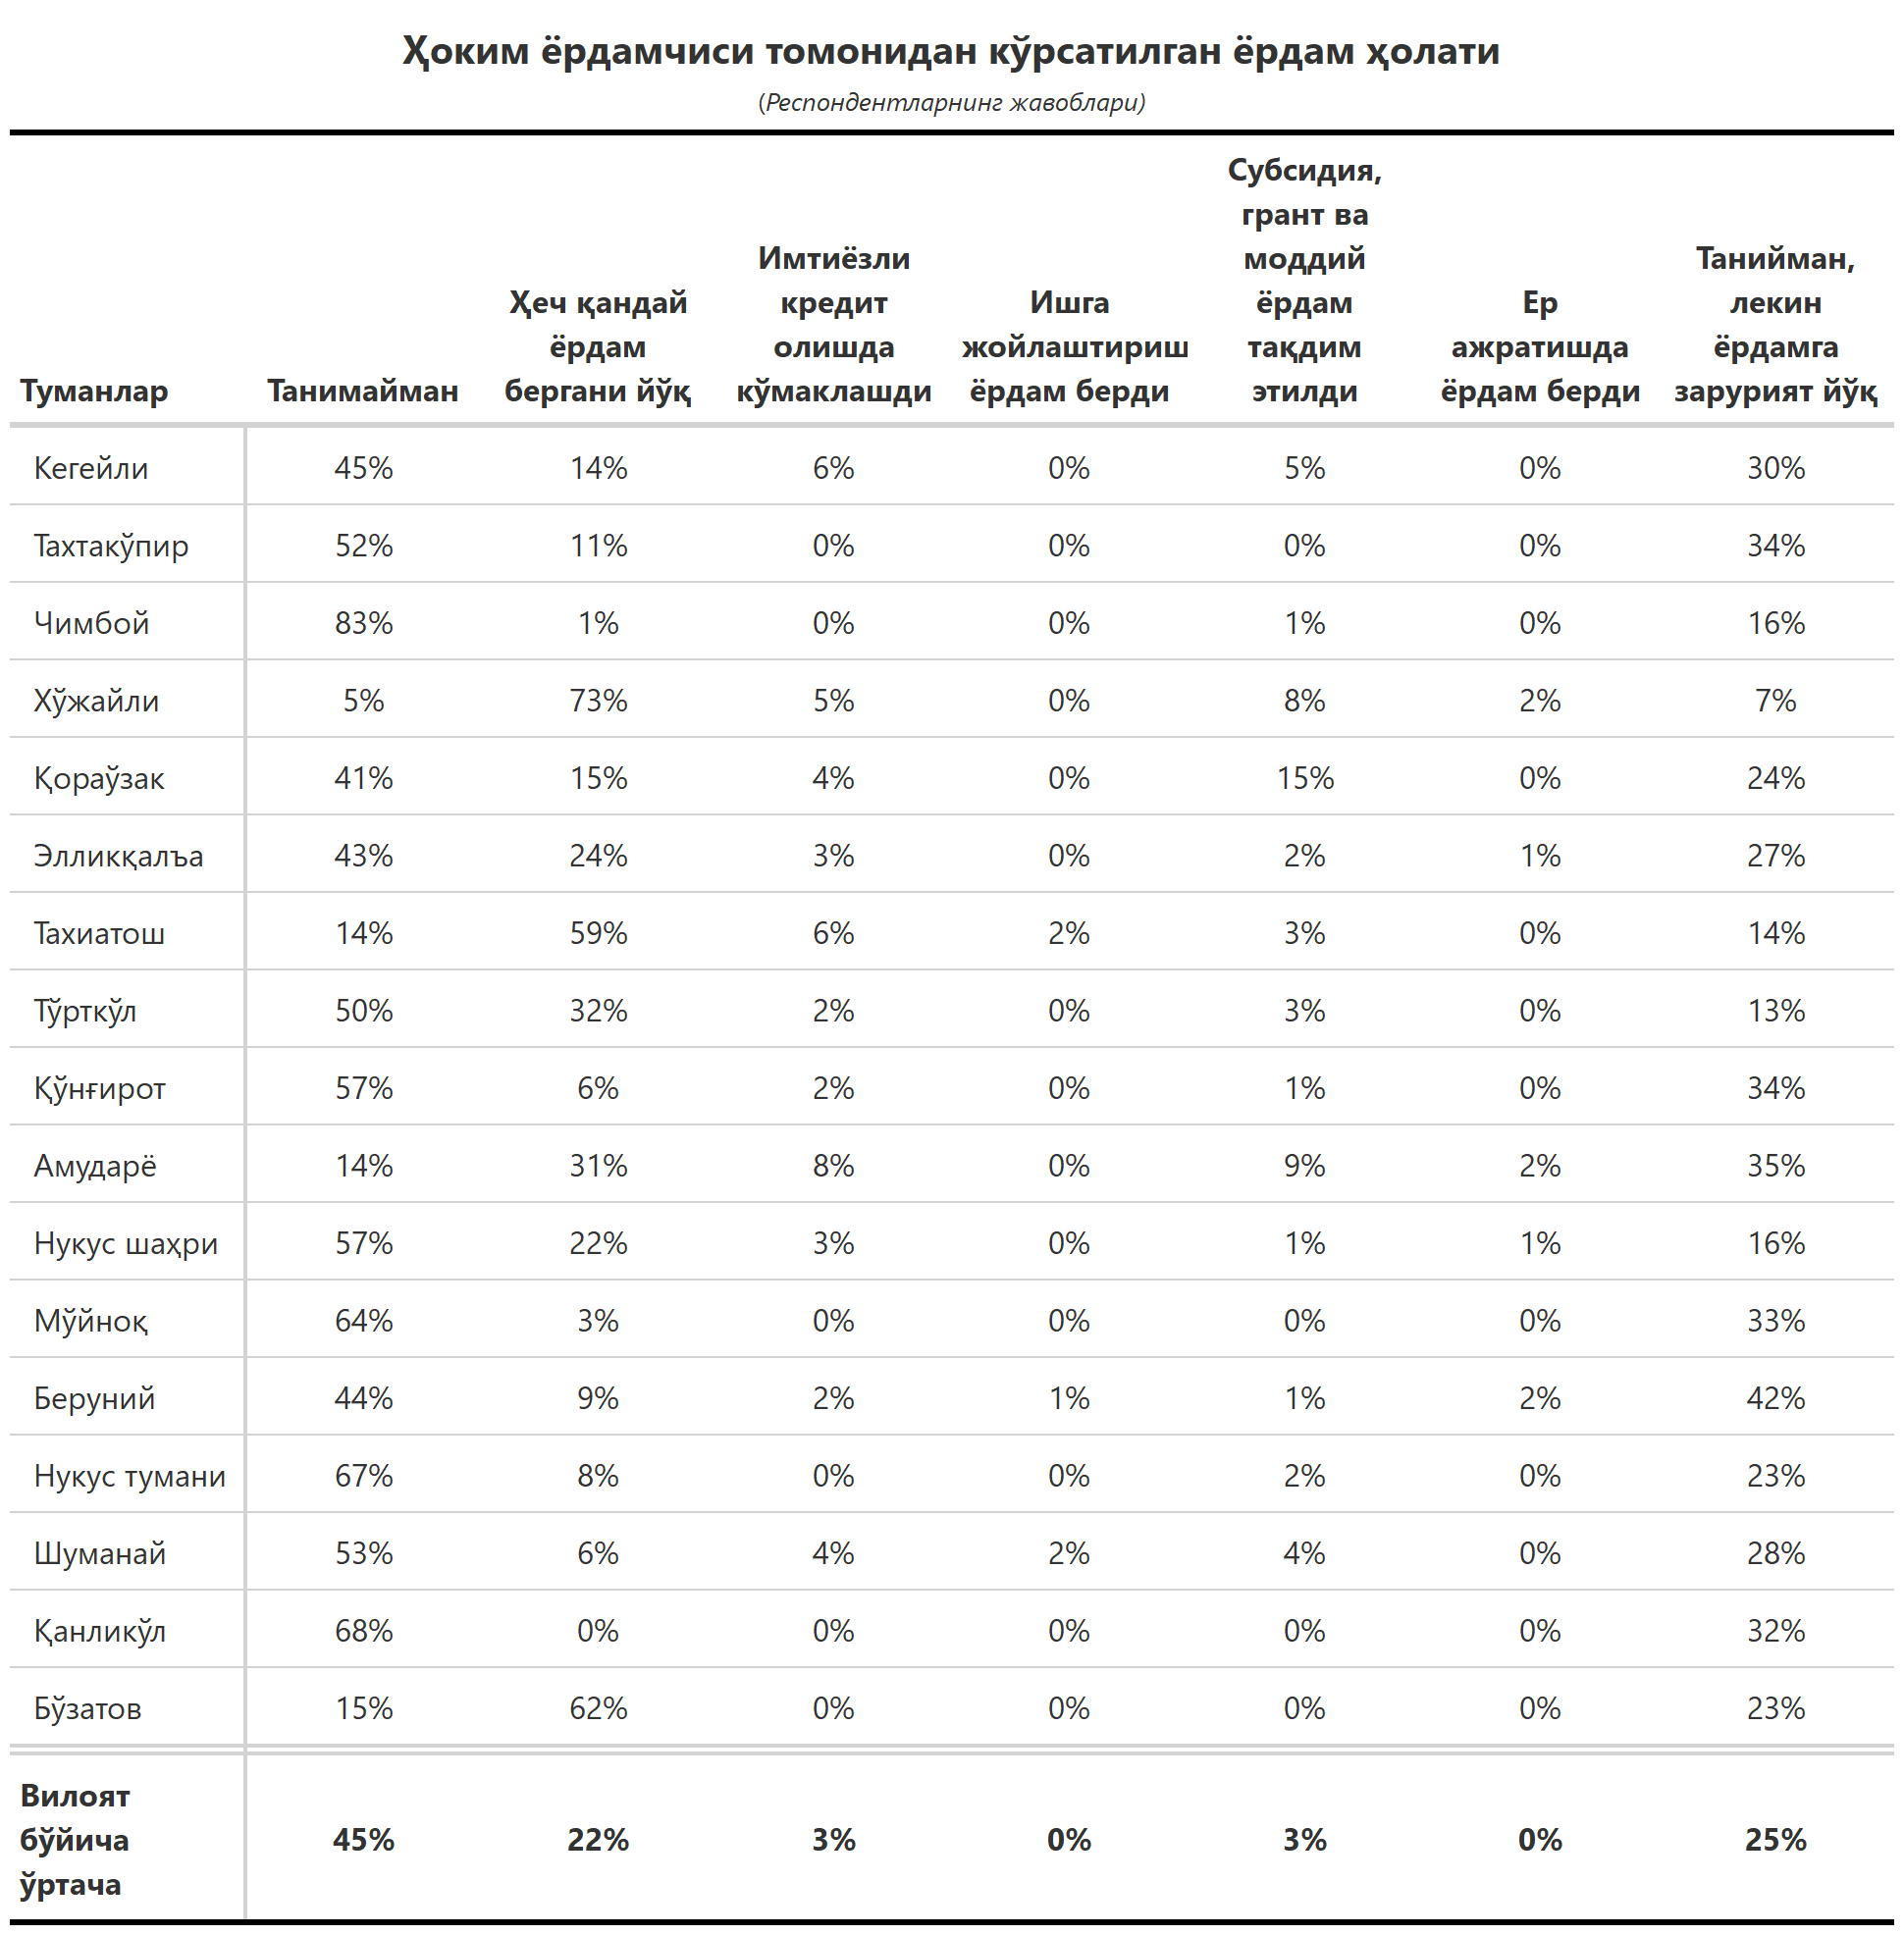 Ҳоким ёрдамчиси томонидан кўрсатилган ёрдам ҳолати
(Респондентларнинг жавоблари)
Туманлар Танимайман Ҳеч қандай ёрдам бергани йўқ Имтиёзли кредит олишда кўмаклашди Ишга жойлаштириш ёрдам берди Субсидия, грант ва моддий ёрдам тақдим этилди Ер ажратишда ёрдам берди Танийман, лекин ёрдамга зарурият йўқ
Кегейли 45% 14% 6% 0% 5% 0% 30%
Тахтакўпир 52% 11% 0% 0% 0% 0% 34%
Чимбой 83% 1% 0% 0% 1% 0% 16%
Хўжайли 5% 73% 5% 0% 8% 2% 7%
Қораўзак 41% 15% 4% 0% 15% 0% 24%
Элликқалъа 43% 24% 3% 0% 2% 1% 27%
Тахиатош 14% 59% 6% 2% 3% 0% 14%
Тўрткўл 50% 32% 2% 0% 3% 0% 13%
Қўнғирот 57% 6% 2% 0% 1% 0% 34%
Амударё 14% 31% 8% 0% 9% 2% 35%
Нукус шаҳри 57% 22% 3% 0% 1% 1% 16%
Мўйноқ 64% 3% 0% 0% 0% 0% 33%
Беруний 44% 9% 2% 1% 1% 2% 42%
Нукус тумани 67% 8% 0% 0% 2% 0% 23%
Шуманай 53% 6% 4% 2% 4% 0% 28%
Қанликўл 68% 0% 0% 0% 0% 0% 32%
Бўзатов 15% 62% 0% 0% 0% 0% 23%
Вилоят бўйича ўртача 45% 22% 3% 0% 3% 0% 25%